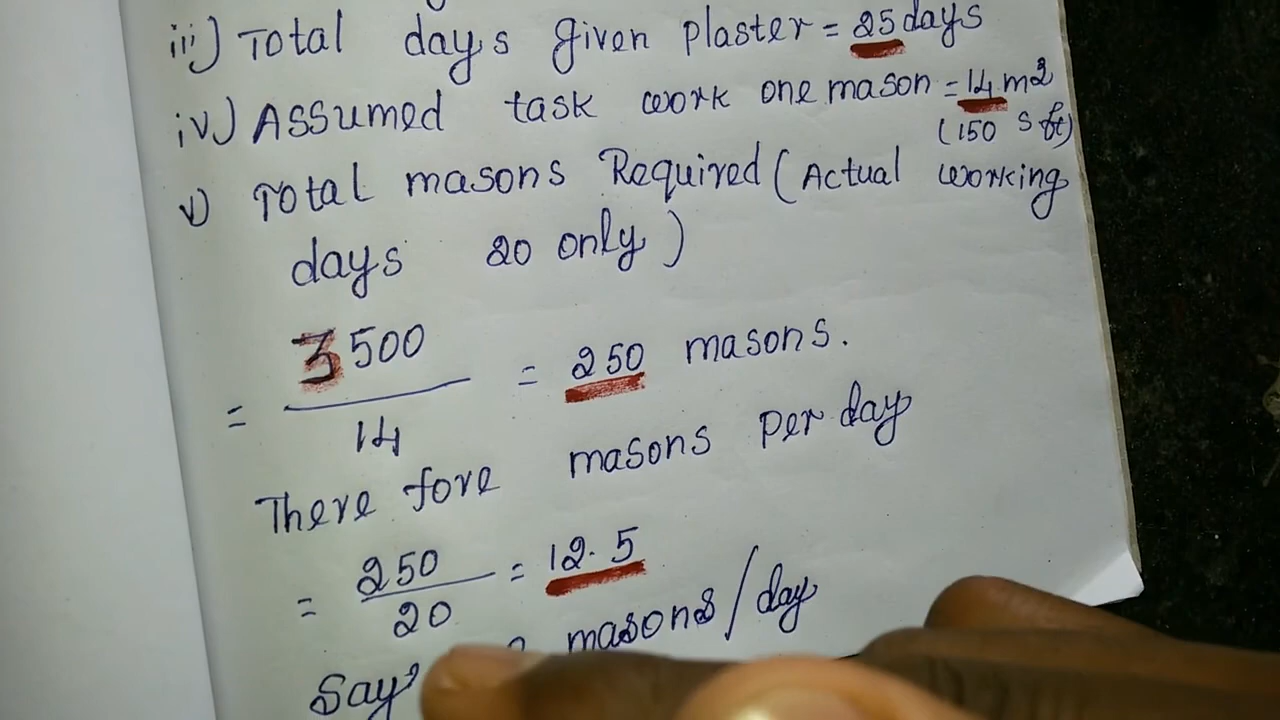 iii) Total days given plaster = 25 days
iv) Assumed task work one mason = 14 m2
(150 sft)
v) Total masons Required (Actual working
days 20 only)
= 3500/14 = 250 masons.
There fore masons per day
= 250/20 = 12.5
Say masons/day